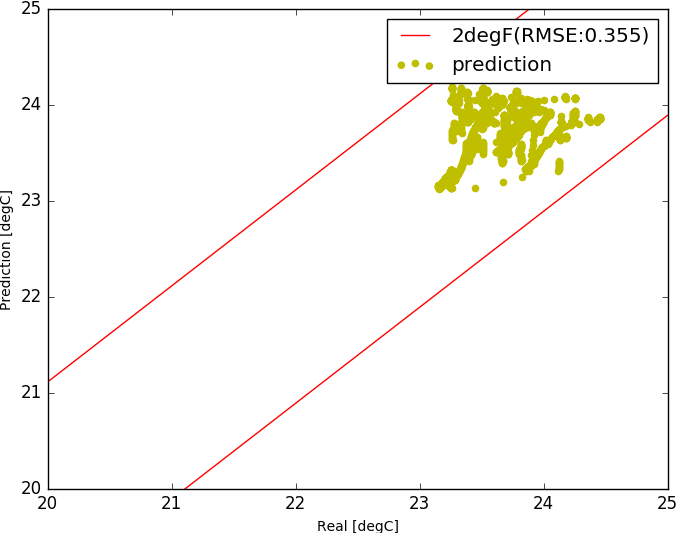 25
24
23
22
21
20
Prediction [degC]
2degF(RMSE:0.355)
prediction
20 21 22 23 24 25
Real [degC]